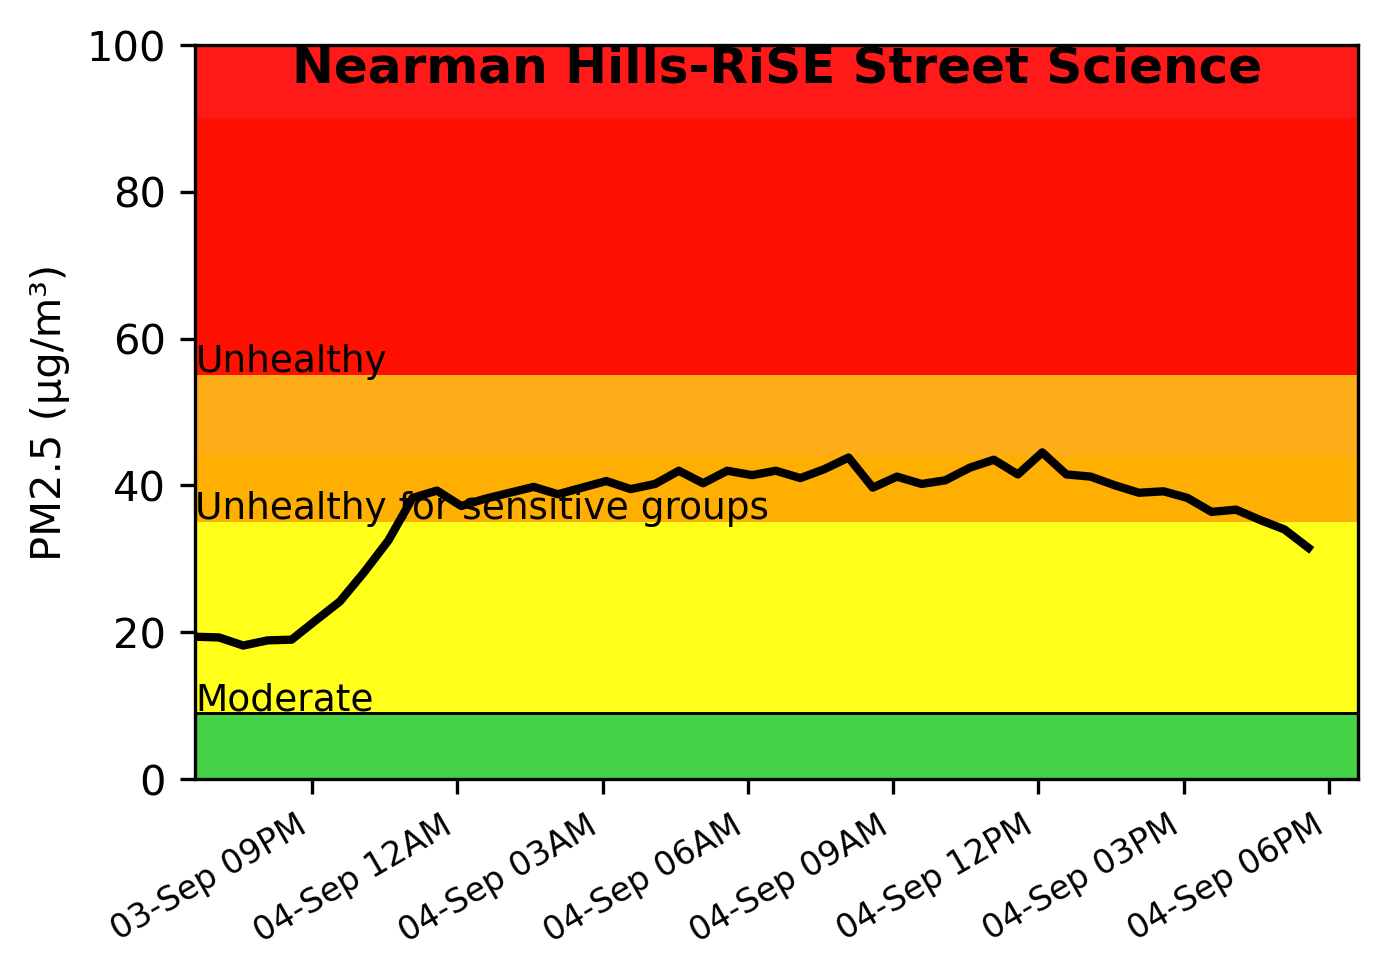 Nearman Hills-RiSE Street Science
100
80
60
40
20
0
PM2.5 (µg/m³)
Unhealthy
Unhealthy for sensitive groups
Moderate
03-Sep 09PM
04-Sep 12AM
04-Sep 03AM
04-Sep 06AM
04-Sep 09AM
04-Sep 12PM
04-Sep 03PM
04-Sep 06PM